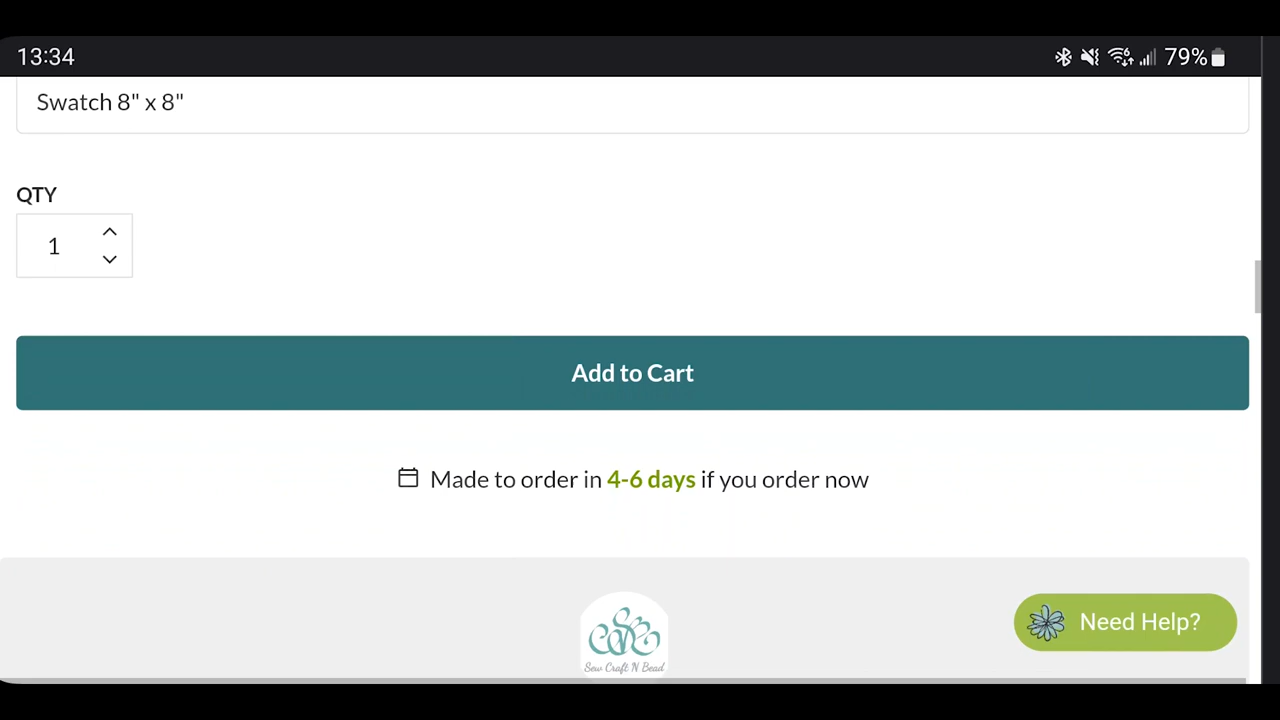 13:34
79%
Swatch 8" x 8"
QTY
1
Add to Cart
Made to order in 4-6 days if you order now
Need Help?
Sew Craft N Bead